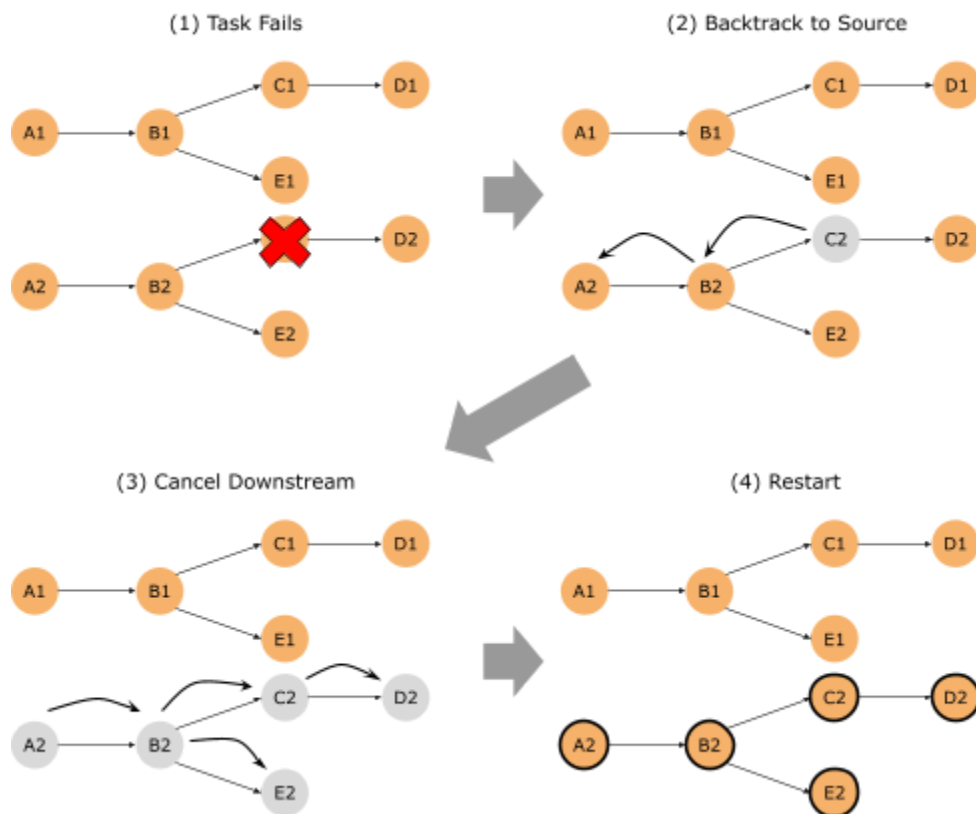 (1) Task Fails
C1
D1
A1
B1
E1
D2
A2
B2
E2
(2) Backtrack to Source
C1
D1
A1
B1
E1
C2
D2
A2
B2
E2
(3) Cancel Downstream
C1
D1
A1
B1
E1
C2
D2
A2
B2
E2
(4) Restart
C1
D1
A1
B1
E1
C2
D2
A2
B2
E2